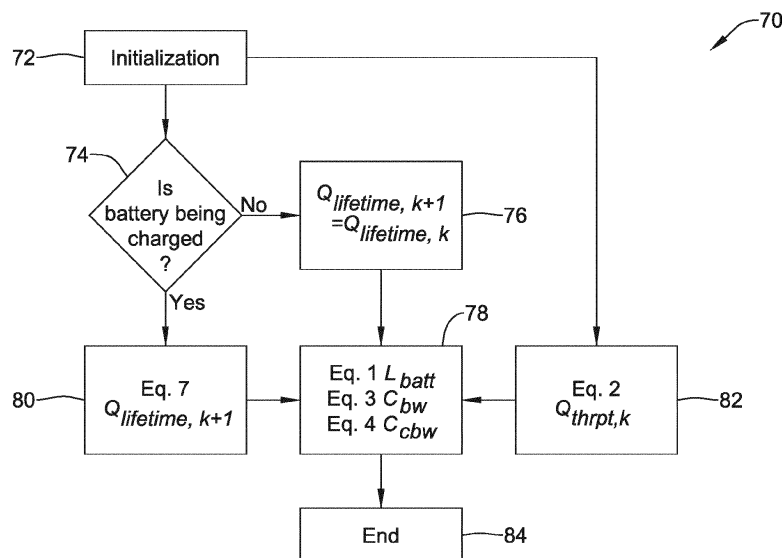 70
72
Initialization
74
Is
battery being
charged
?
No
Yes
Q lifetime, k+1
=Q lifetime, k
76
78
80
Eq. 7
Q lifetime, k+1
Eq. 1 L batt
Eq. 3 C bw
Eq. 4 C cbw
Eq. 2
Q thrpt,k
82
End
84